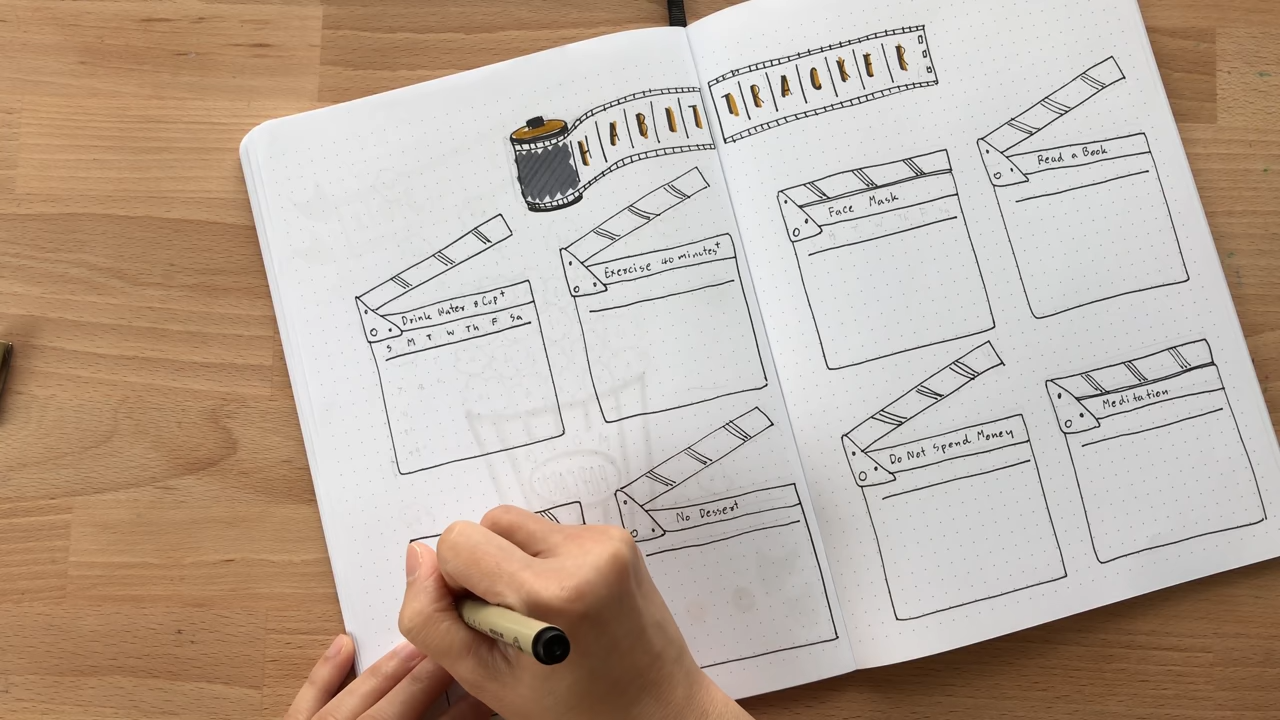 HABIT TRACKER
Drink Water 8 Cup+
S M T W Th F Sa
Exercise 40 minutes+
No Dessert
Face Mask
Read a Book
Do Not Spend Money
Meditation